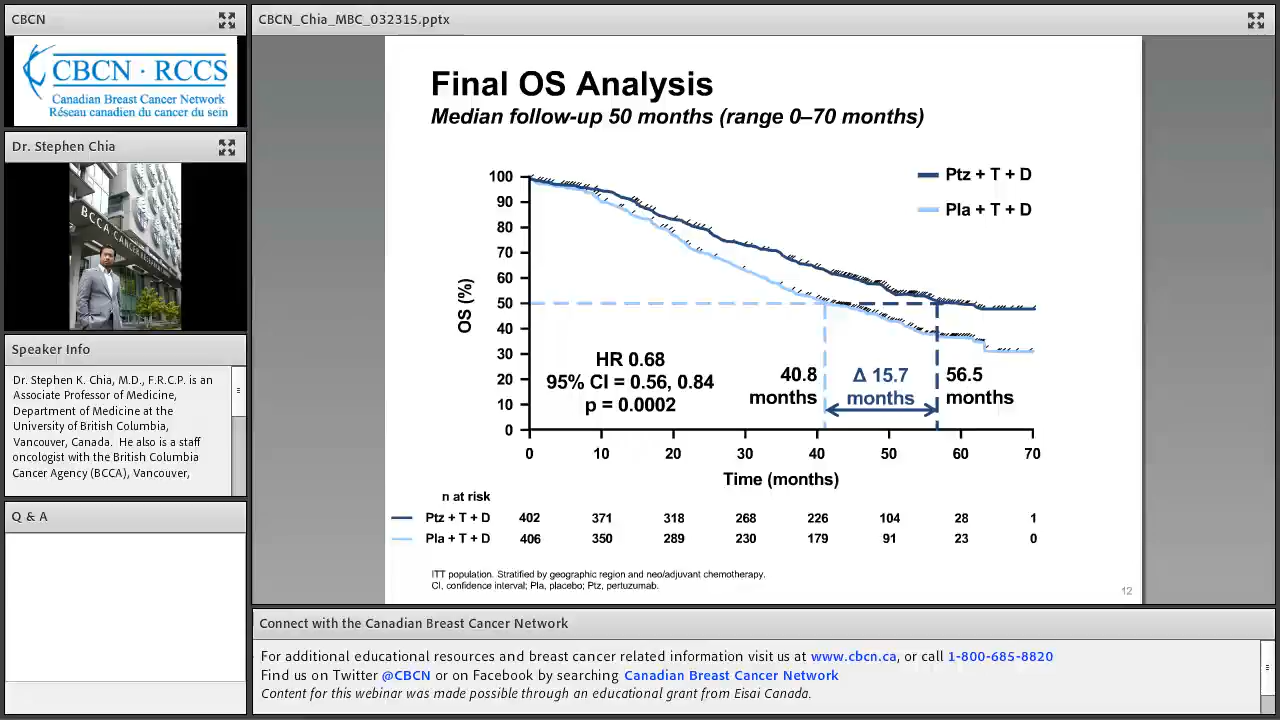 CBCN
CBCN · RCCS
Canadian Breast Cancer Network
Réseau canadien du cancer du sein
Dr. Stephen Chia
BCCA CANCER RESEARCH
Speaker Info
Dr. Stephen K. Chia, M.D., F.R.C.P. is an
Associate Professor of Medicine,
Department of Medicine at the
University of British Columbia,
Vancouver, Canada. He also is a staff
oncologist with the British Columbia
Cancer Agency (BCCA), Vancouver,
Q & A
CBCN_Chia_MBC_032315.pptx
Final OS Analysis
Median follow-up 50 months (range 0–70 months)
Ptz + T + D
Pla + T + D
OS (%)
100
90
80
70
60
50
40
30
20
10
0
HR 0.68
95% CI = 0.56, 0.84
p = 0.0002
40.8
months
Δ 15.7
months
56.5
months
0 10 20 30 40 50 60 70
Time (months)
n at risk
Ptz + T + D 402 371 318 268 226 104 28 1
Pla + T + D 406 350 289 230 179 91 23 0
ITT population. Stratified by geographic region and neo/adjuvant chemotherapy.
CI, confidence interval; Pla, placebo; Ptz, pertuzumab.
12
Connect with the Canadian Breast Cancer Network
For additional educational resources and breast cancer related information visit us at www.cbcn.ca, or call 1-800-685-8820
Find us on Twitter @CBCN or on Facebook by searching Canadian Breast Cancer Network
Content for this webinar was made possible through an educational grant from Eisai Canada.